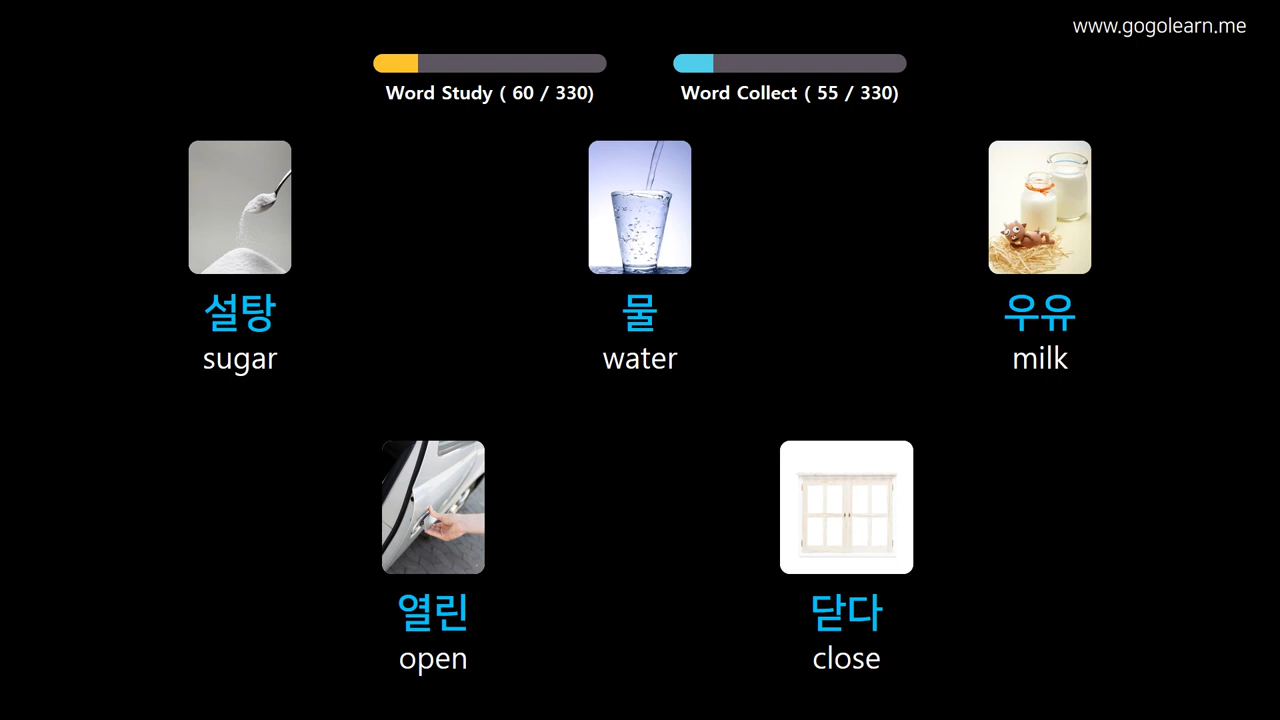 www.gogolearn.me
Word Study ( 60 / 330)
Word Collect ( 55 / 330)
설탕
물
우유
sugar
water
milk
열린
닫다
open
close